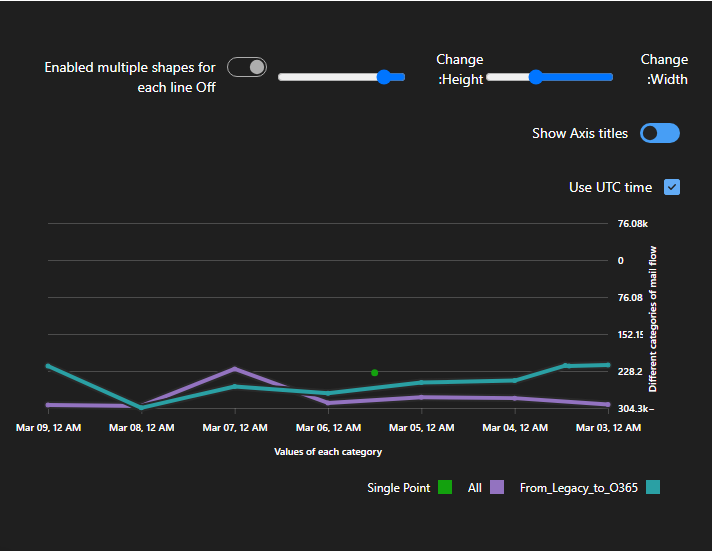 Enabled multiple shapes for
each line Off
Change
:Height
Change
:Width
Show Axis titles
Use UTC time
76.08k
0
76.08
152.15
228.2
304.3k–
Different categories of mail flow
Mar 09, 12 AM Mar 08, 12 AM Mar 07, 12 AM Mar 06, 12 AM Mar 05, 12 AM Mar 04, 12 AM Mar 03, 12 AM
Values of each category
Single Point All From_Legacy_to_O365